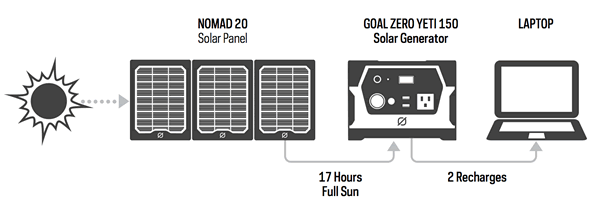 NOMAD 20
Solar Panel
GOAL ZERO YETI 150
Solar Generator
LAPTOP
17 Hours
Full Sun
2 Recharges